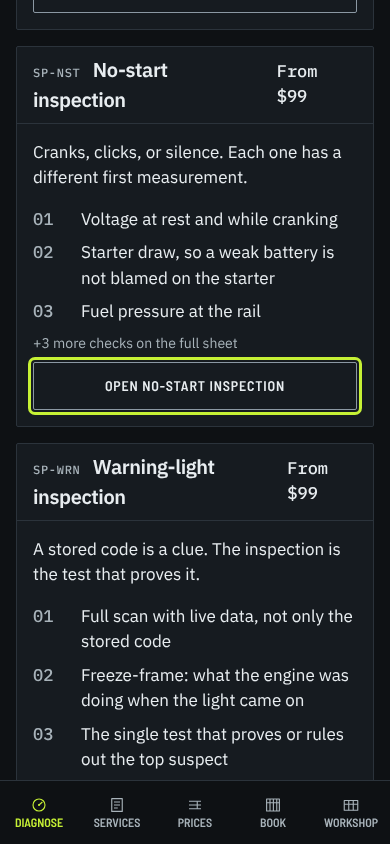 SP-NST No-start inspection
From $99
Cranks, clicks, or silence. Each one has a
different first measurement.
01 Voltage at rest and while cranking
02 Starter draw, so a weak battery is
not blamed on the starter
03 Fuel pressure at the rail
+3 more checks on the full sheet
OPEN NO-START INSPECTION
SP-WRN Warning-light inspection
From $99
A stored code is a clue. The inspection is
the test that proves it.
01 Full scan with live data, not only the
stored code
02 Freeze-frame: what the engine was
doing when the light came on
03 The single test that proves or rules
out the top suspect
DIAGNOSE SERVICES PRICES BOOK WORKSHOP